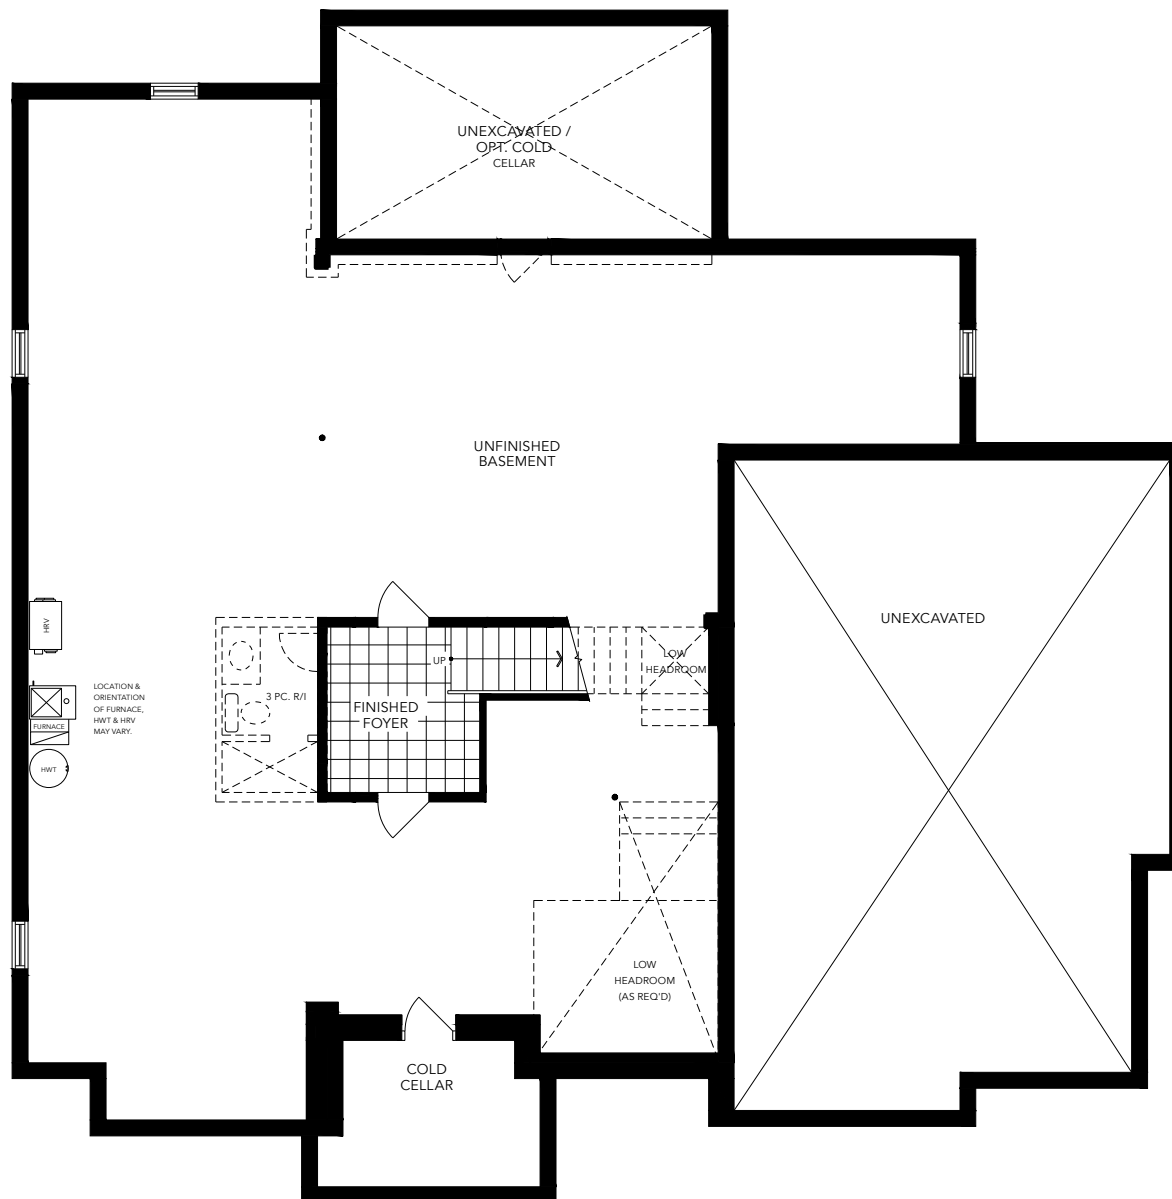 UNEXCAVATED /
OPT. COLD
CELLAR
UNFINISHED
BASEMENT
HRV
UNEXCAVATED
UP
LOW
HEADROOM
3 PC. R/I
LOCATION &
ORIENTATION
OF FURNACE,
HWT & HRV
MAY VARY.
FINISHED
FOYER
FURNACE
HWT
LOW
HEADROOM
(AS REQ'D)
COLD
CELLAR